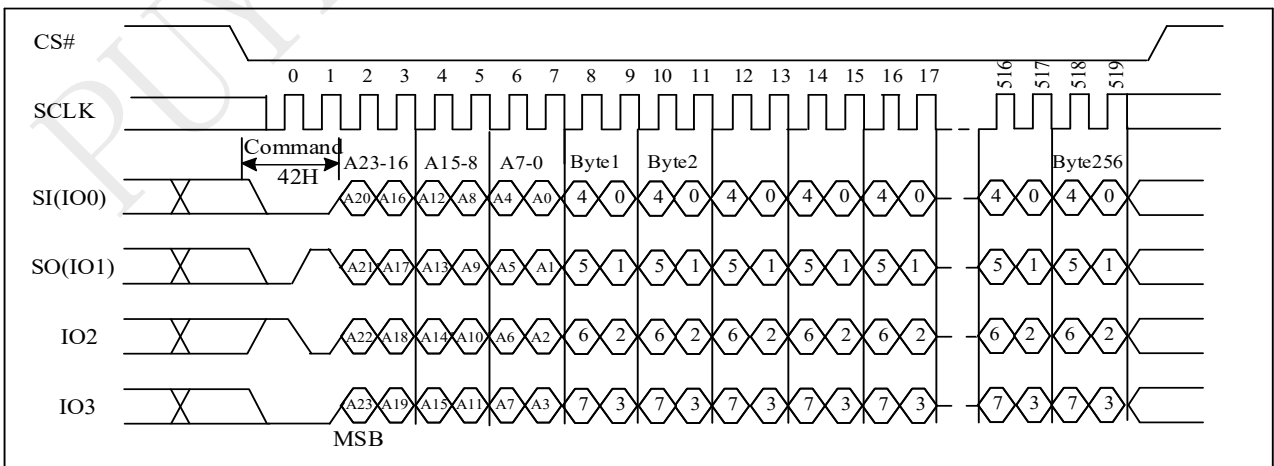 PUYA
CS#
0 1 2 3 4 5 6 7 8 9 10 11 12 13 14 15 16 17 516 517 518 519
SCLK
Command
42H
A23-16 A15-8 A7-0 Byte1 Byte2 Byte256
SI(IO0) A20 A16 A12 A8 A4 A0 4 0 4 0 4 0 4 0 4 0 4 0 4 0
SO(IO1) A21 A17 A13 A9 A5 A1 5 1 5 1 5 1 5 1 5 1 5 1 5 1
IO2 A22 A18 A14 A10 A6 A2 6 2 6 2 6 2 6 2 6 2 6 2 6 2
IO3 A23 A19 A15 A11 A7 A3 7 3 7 3 7 3 7 3 7 3 7 3 7 3
MSB